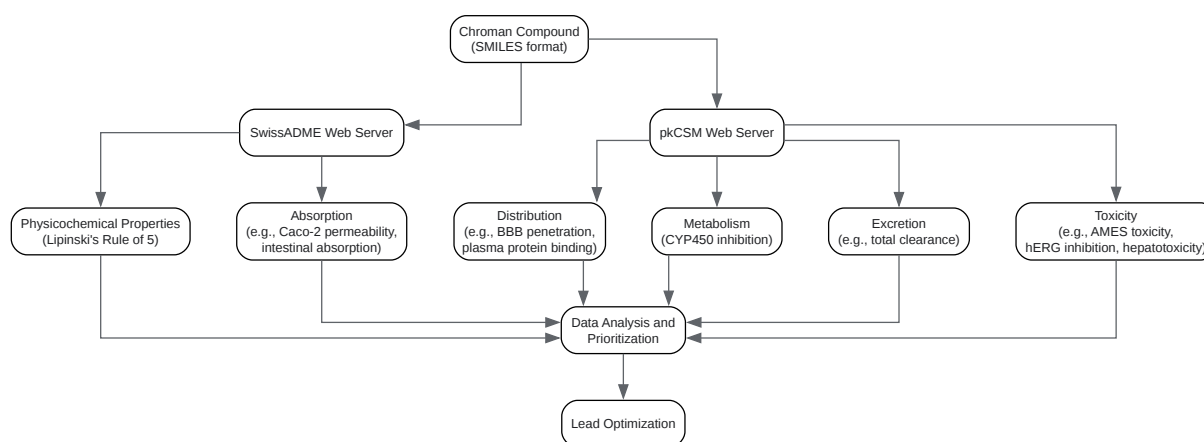 Chroman Compound
(SMILES format)
SwissADME Web Server
pkCSM Web Server
Physicochemical Properties
(Lipinski's Rule of 5)
Absorption
(e.g., Caco-2 permeability,
intestinal absorption)
Distribution
(e.g., BBB penetration,
plasma protein binding)
Metabolism
(CYP450 inhibition)
Excretion
(e.g., total clearance)
Toxicity
(e.g., AMES toxicity,
hERG inhibition, hepatotoxicity)
Data Analysis and
Prioritization
Lead Optimization